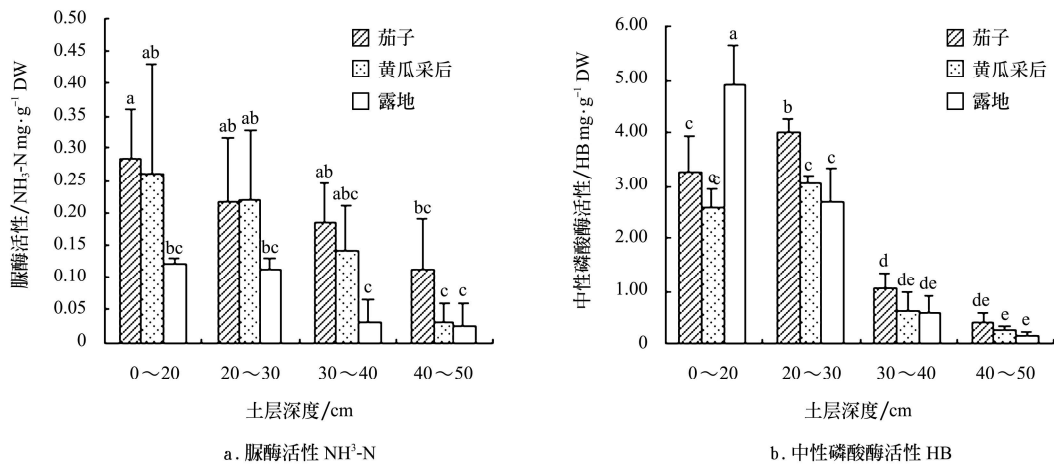 脲酶活性/NH₃-N mg·g⁻¹ DW
0.50
0.45
0.40
0.35
0.30
0.25
0.20
0.15
0.10
0.05
0
茄子
黄瓜采后
露地
a
ab
bc
ab
ab
bc
ab
abc
c
bc
c
c
0～20
20～30
30～40
40～50
土层深度/cm
a.脲酶活性 NH³-N
中性磷酸酶活性/HB mg·g⁻¹ DW
6.00
5.00
4.00
3.00
2.00
1.00
0
茄子
黄瓜采后
露地
c
c
c
a
b
c
c
d
de
de
de
e
e
0～20
20～30
30～40
40～50
土层深度/cm
b.中性磷酸酶活性 HB